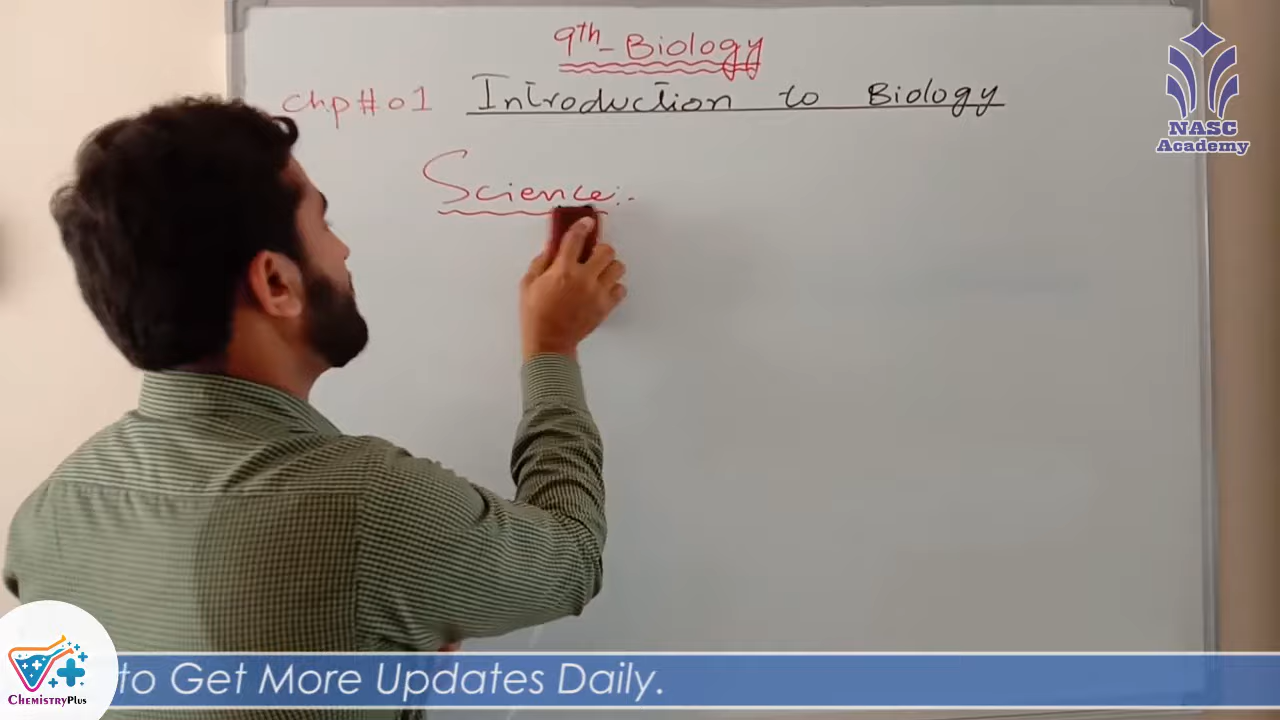 9th- Biology
Chp#01 Introduction to Biology
Science:-
NASC
Academy
to Get More Updates Daily.
ChemistryPlus